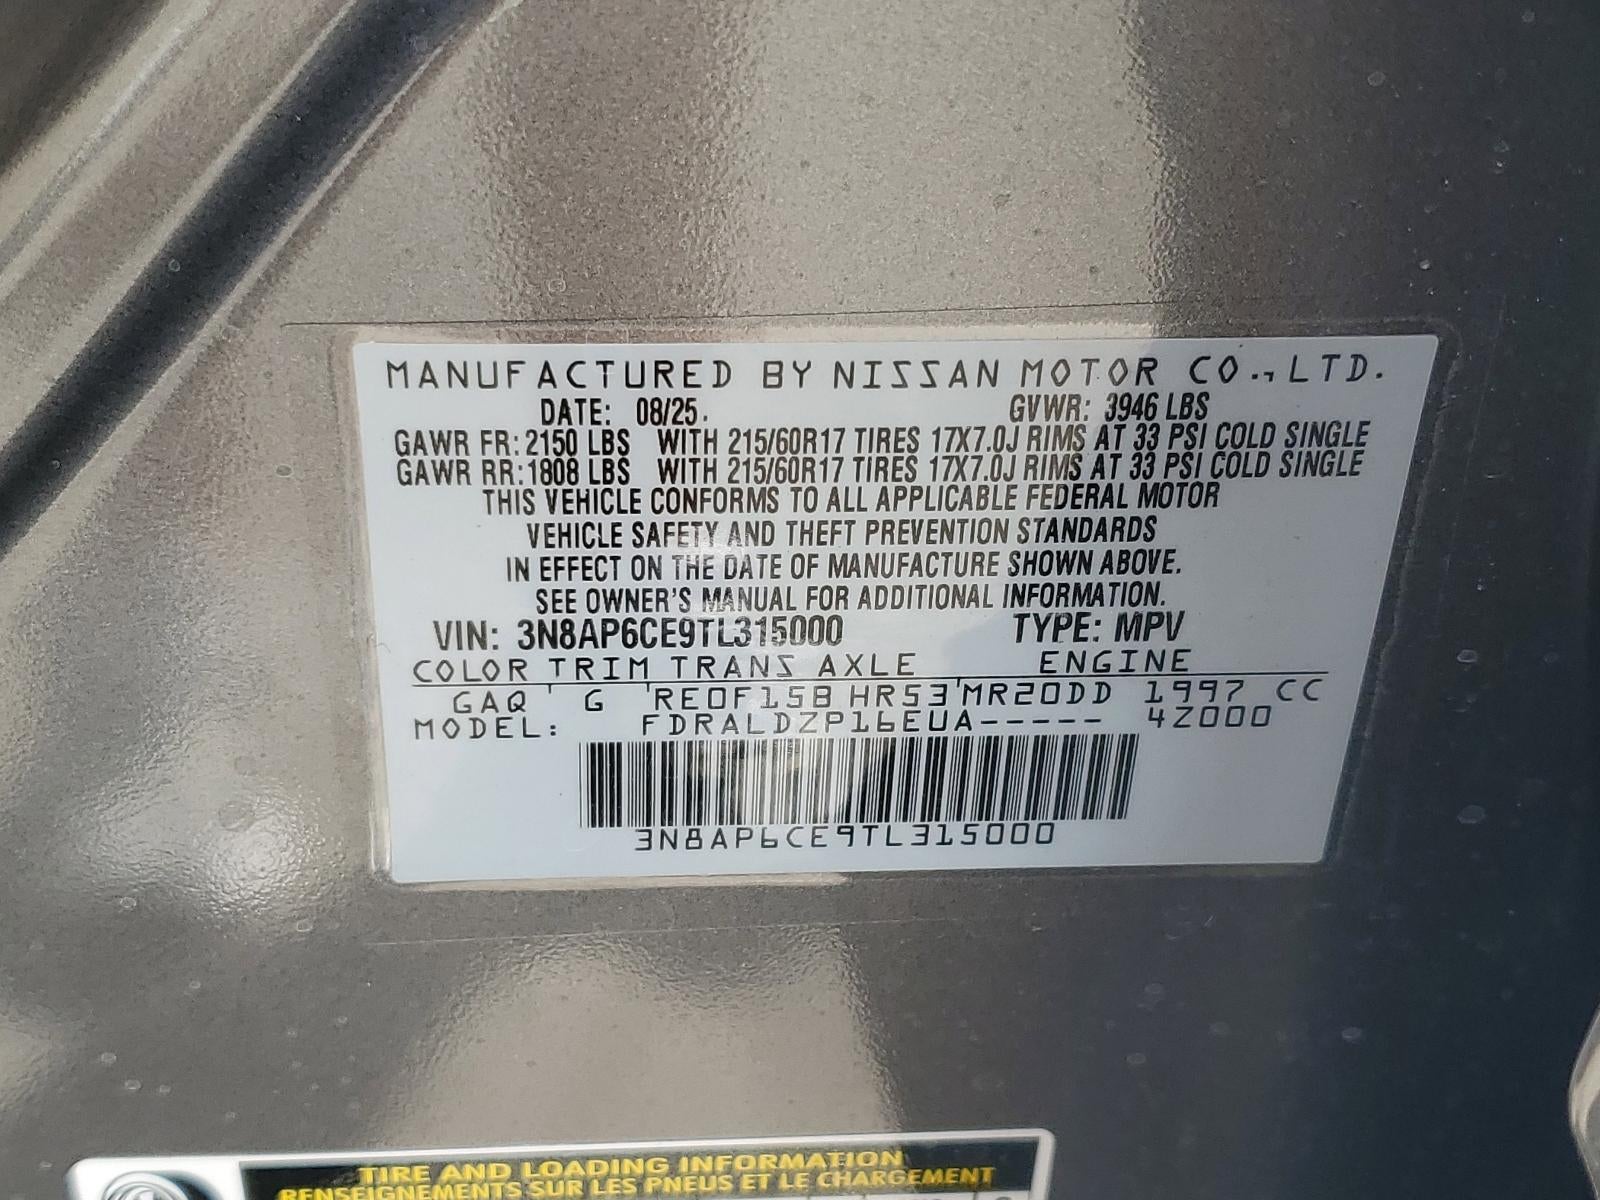 MANUFACTURED BY NISSAN MOTOR CO., LTD.
DATE: 08/25. GVWR: 3946 LBS
GAWR FR: 2150 LBS WITH 215/60R17 TIRES 17X7.0J RIMS AT 33 PSI COLD SINGLE
GAWR RR: 1808 LBS WITH 215/60R17 TIRES 17X7.0J RIMS AT 33 PSI COLD SINGLE
THIS VEHICLE CONFORMS TO ALL APPLICABLE FEDERAL MOTOR
VEHICLE SAFETY AND THEFT PREVENTION STANDARDS
IN EFFECT ON THE DATE OF MANUFACTURE SHOWN ABOVE.
SEE OWNER'S MANUAL FOR ADDITIONAL INFORMATION.
VIN: 3N8AP6CE9TL315000 TYPE: MPV
COLOR TRIM TRANS AXLE ENGINE
GAQ G RE0F15B HR53 MR20DD 1997 CC
MODEL: FDRALDZP16EUA----- 4Z000
3N8AP6CE9TL315000
TIRE AND LOADING INFORMATION
RENSEIGNEMENTS SUR LES PNEUS ET LE CHARGEMENT